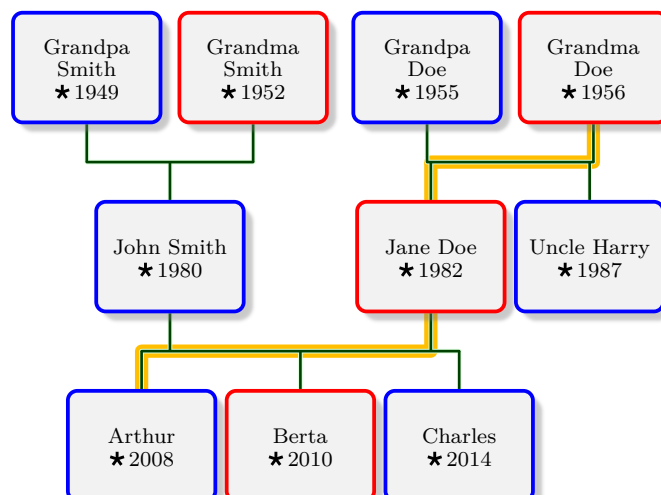 Grandpa
Smith
★1949
Grandma
Smith
★1952
Grandpa
Doe
★1955
Grandma
Doe
★1956
John Smith
★1980
Jane Doe
★1982
Uncle Harry
★1987
Arthur
★2008
Berta
★2010
Charles
★2014